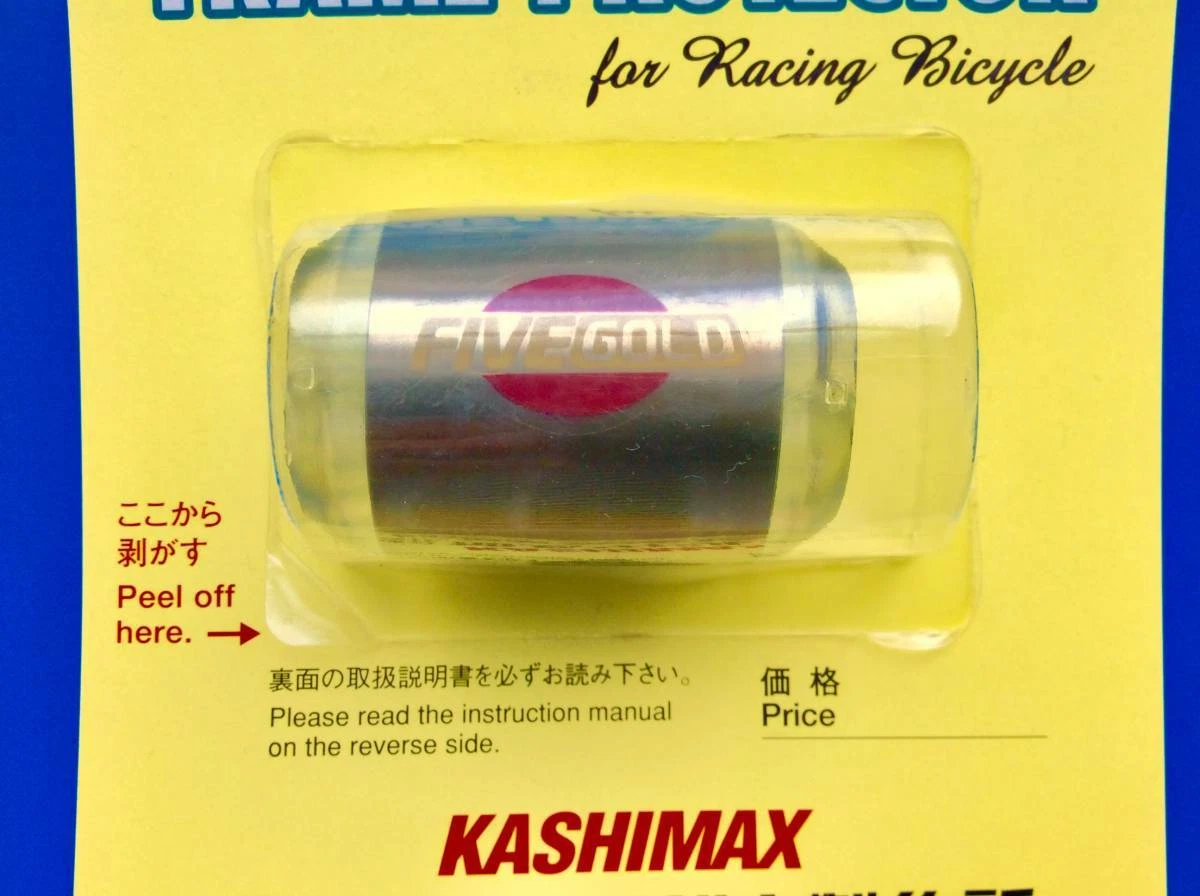 FRAME PROTECTOR
for Racing Bicycle
FIVEGOLD
ここから
剥がす
Peel off
here. →
裏面の取扱説明書を必ずお読み下さい。
Please read the instruction manual
on the reverse side.
価 格
Price
KASHIMAX